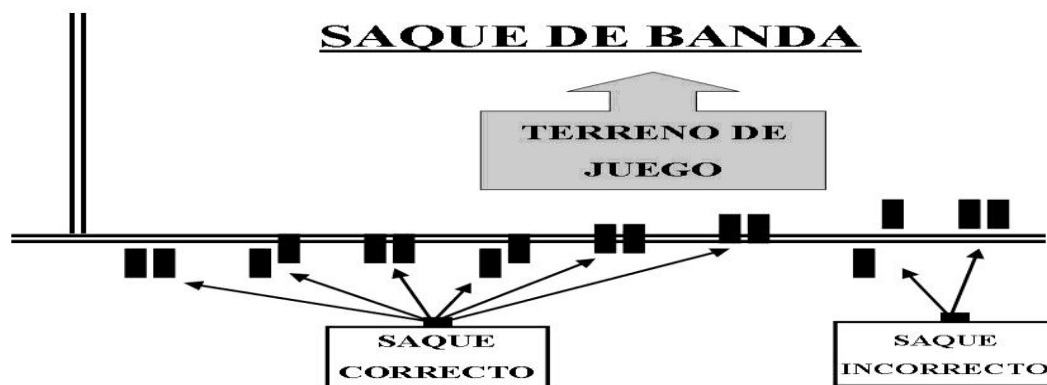 SAQUE DE BANDA
TERRENO DE
JUEGO
SAQUE
CORRECTO
SAQUE
INCORRECTO